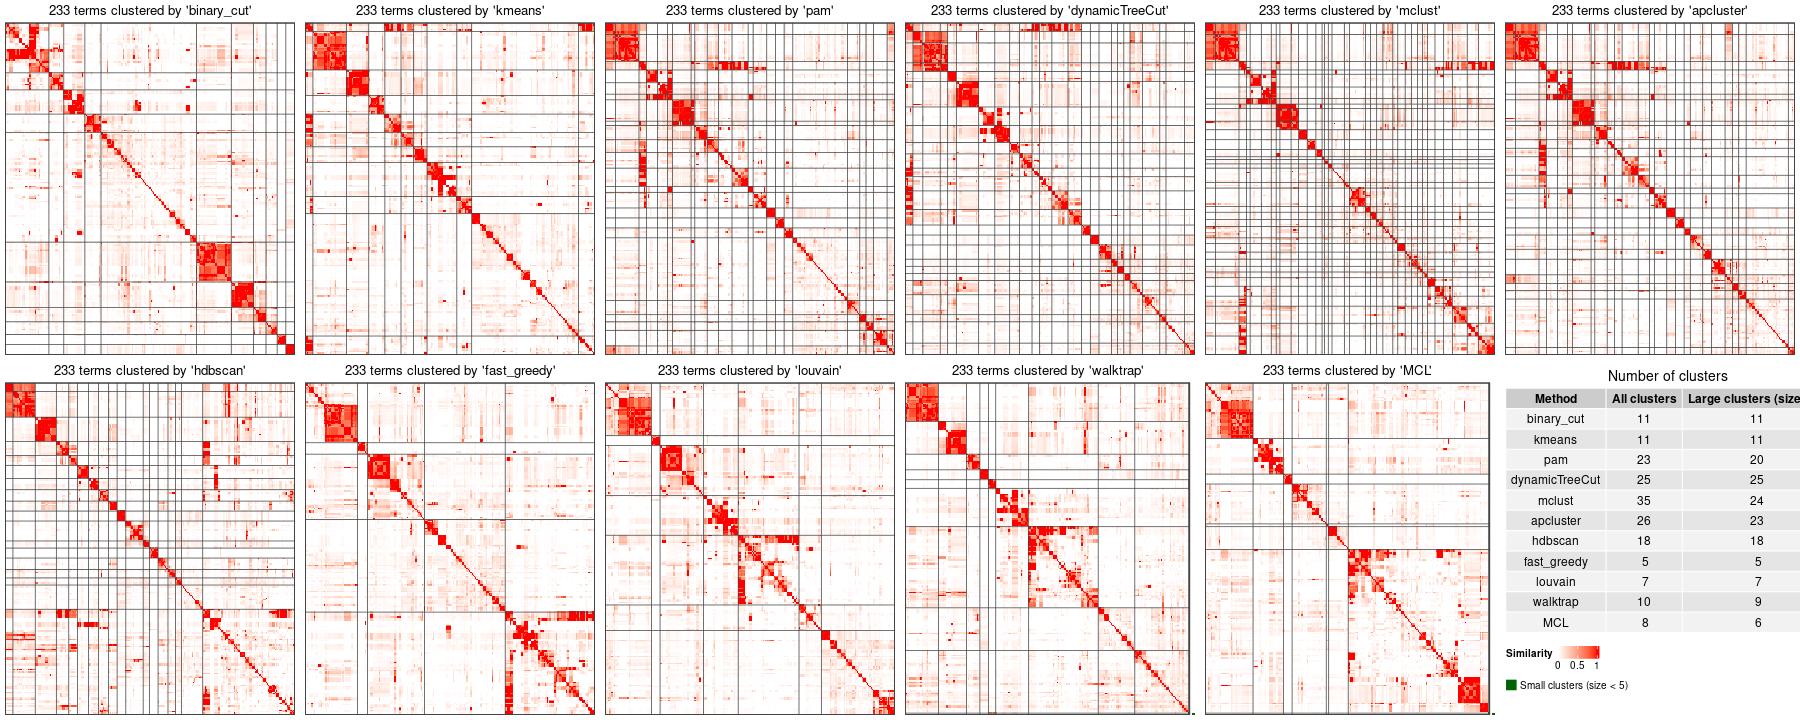 233 terms clustered by 'binary_cut'
233 terms clustered by 'kmeans'
233 terms clustered by 'pam'
233 terms clustered by 'dynamicTreeCut'
233 terms clustered by 'mclust'
233 terms clustered by 'apcluster'
233 terms clustered by 'hdbscan'
233 terms clustered by 'fast_greedy'
233 terms clustered by 'louvain'
233 terms clustered by 'walktrap'
233 terms clustered by 'MCL'
Number of clusters
Method All clusters Large clusters (size
binary_cut 11 11
kmeans 11 11
pam 23 20
dynamicTreeCut 25 25
mclust 35 24
apcluster 26 23
hdbscan 18 18
fast_greedy 5 5
louvain 7 7
walktrap 10 9
MCL 8 6
Similarity
0 0.5 1
Small clusters (size < 5)